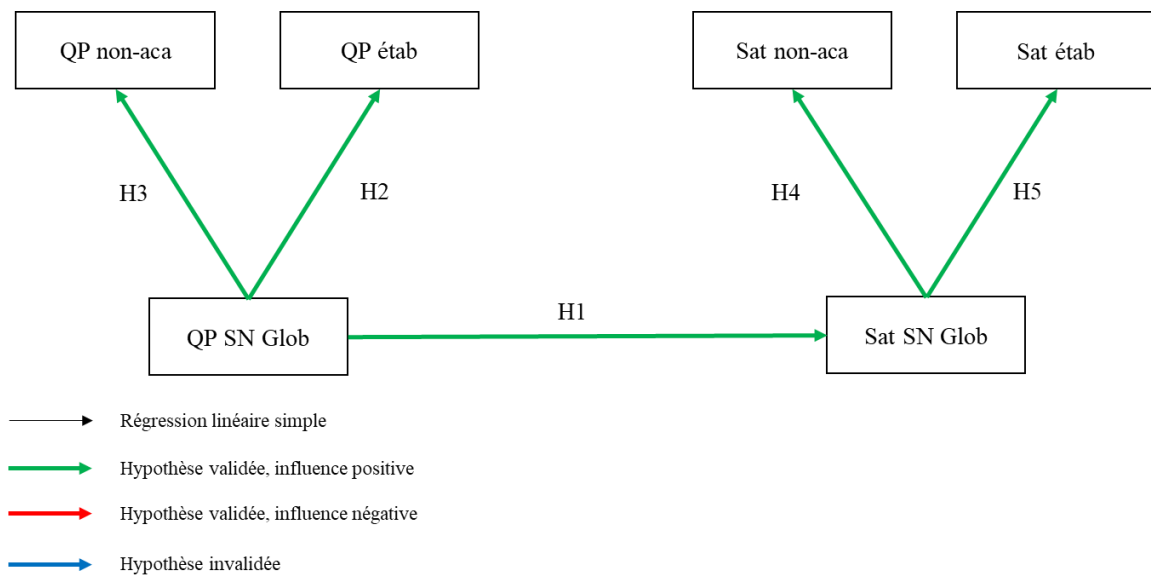 QP non-aca
QP étab
Sat non-aca
Sat étab
H3
H2
H4
H5
H1
QP SN Glob
Sat SN Glob
Régression linéaire simple
Hypothèse validée, influence positive
Hypothèse validée, influence négative
Hypothèse invalidée